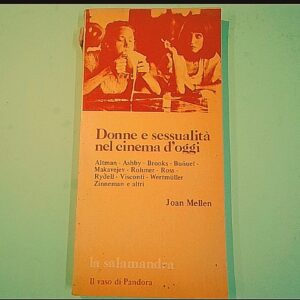 Donne e sessualità
nel cinema d'oggi
Altman - Ashby - Brooks - Buñuel -
Makavejev - Rohmer - Ross -
Rydell - Visconti - Wertmüller
Zinneman e altri
Joan Mellen
la salamandra
Il vaso di Pandora